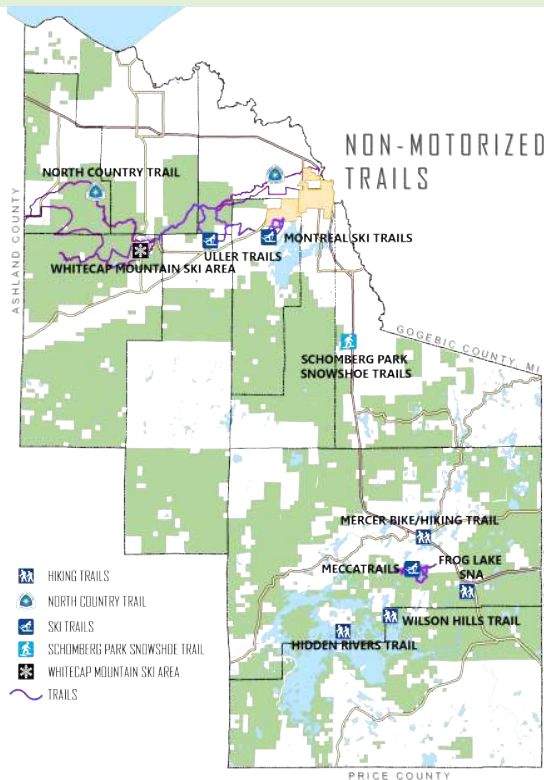 NON-MOTORIZED
TRAILS
NORTH COUNTRY TRAIL
ASHLAND COUNTY
MONTREAL SKI TRAILS
ULLER TRAILS
WHITECAP MOUNTAIN SKI AREA
GOGEBIC COUNTY, MI
SCHOMBERG PARK
SNOWSHOE TRAILS
MERCER BIKE/HIKING TRAIL
MECCATRAILS
FROG LAKE
SNA
WILSON HILLS TRAIL
HIDDEN RIVERS TRAIL
HIKING TRAILS
NORTH COUNTRY TRAIL
SKI TRAILS
SCHOMBERG PARK SNOWSHOE TRAIL
WHITECAP MOUNTAIN SKI AREA
TRAILS
PRICE COUNTY